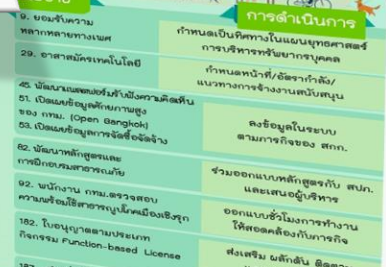 การดำเนินการ
9. ยอมรับความ
หลากหลายทางเพศ
กำหนดเป็นทิศทางในแผนยุทธศาสตร์
การบริหารทรัพยากรบุคคล
29. อาสาสมัครเทคโนโลยี
กำหนดหน้าที่/อัตรากำลัง/
แนวทางการจ้างงานสนับสนุน
45. พัฒนาแพลตฟอร์มรับฟังความคิดเห็น
51. เปิดเผยข้อมูลศักยภาพสูง
ของ กทม. (Open Bangkok)
53. เปิดเผยข้อมูลการจัดซื้อจัดจ้าง
ลงข้อมูลในระบบ
ตามภารกิจของ สกก.
82. พัฒนาหลักสูตรและ
การฝึกอบรมสาธารณภัย
ร่วมออกแบบหลักสูตรกับ สปภ.
และเสนอผู้บริหาร
92. พนักงาน กทม.ตรวจสอบ
ความพร้อมใช้สาธารณูปโภคเมืองเชิงรุก
ออกแบบชั่วโมงการทำงาน
ให้สอดคล้องกับภารกิจ
182. ใบอนุญาตตามประเภท
กิจกรรม Function-based License
ส่งเสริม ผลักดัน ติดตาม